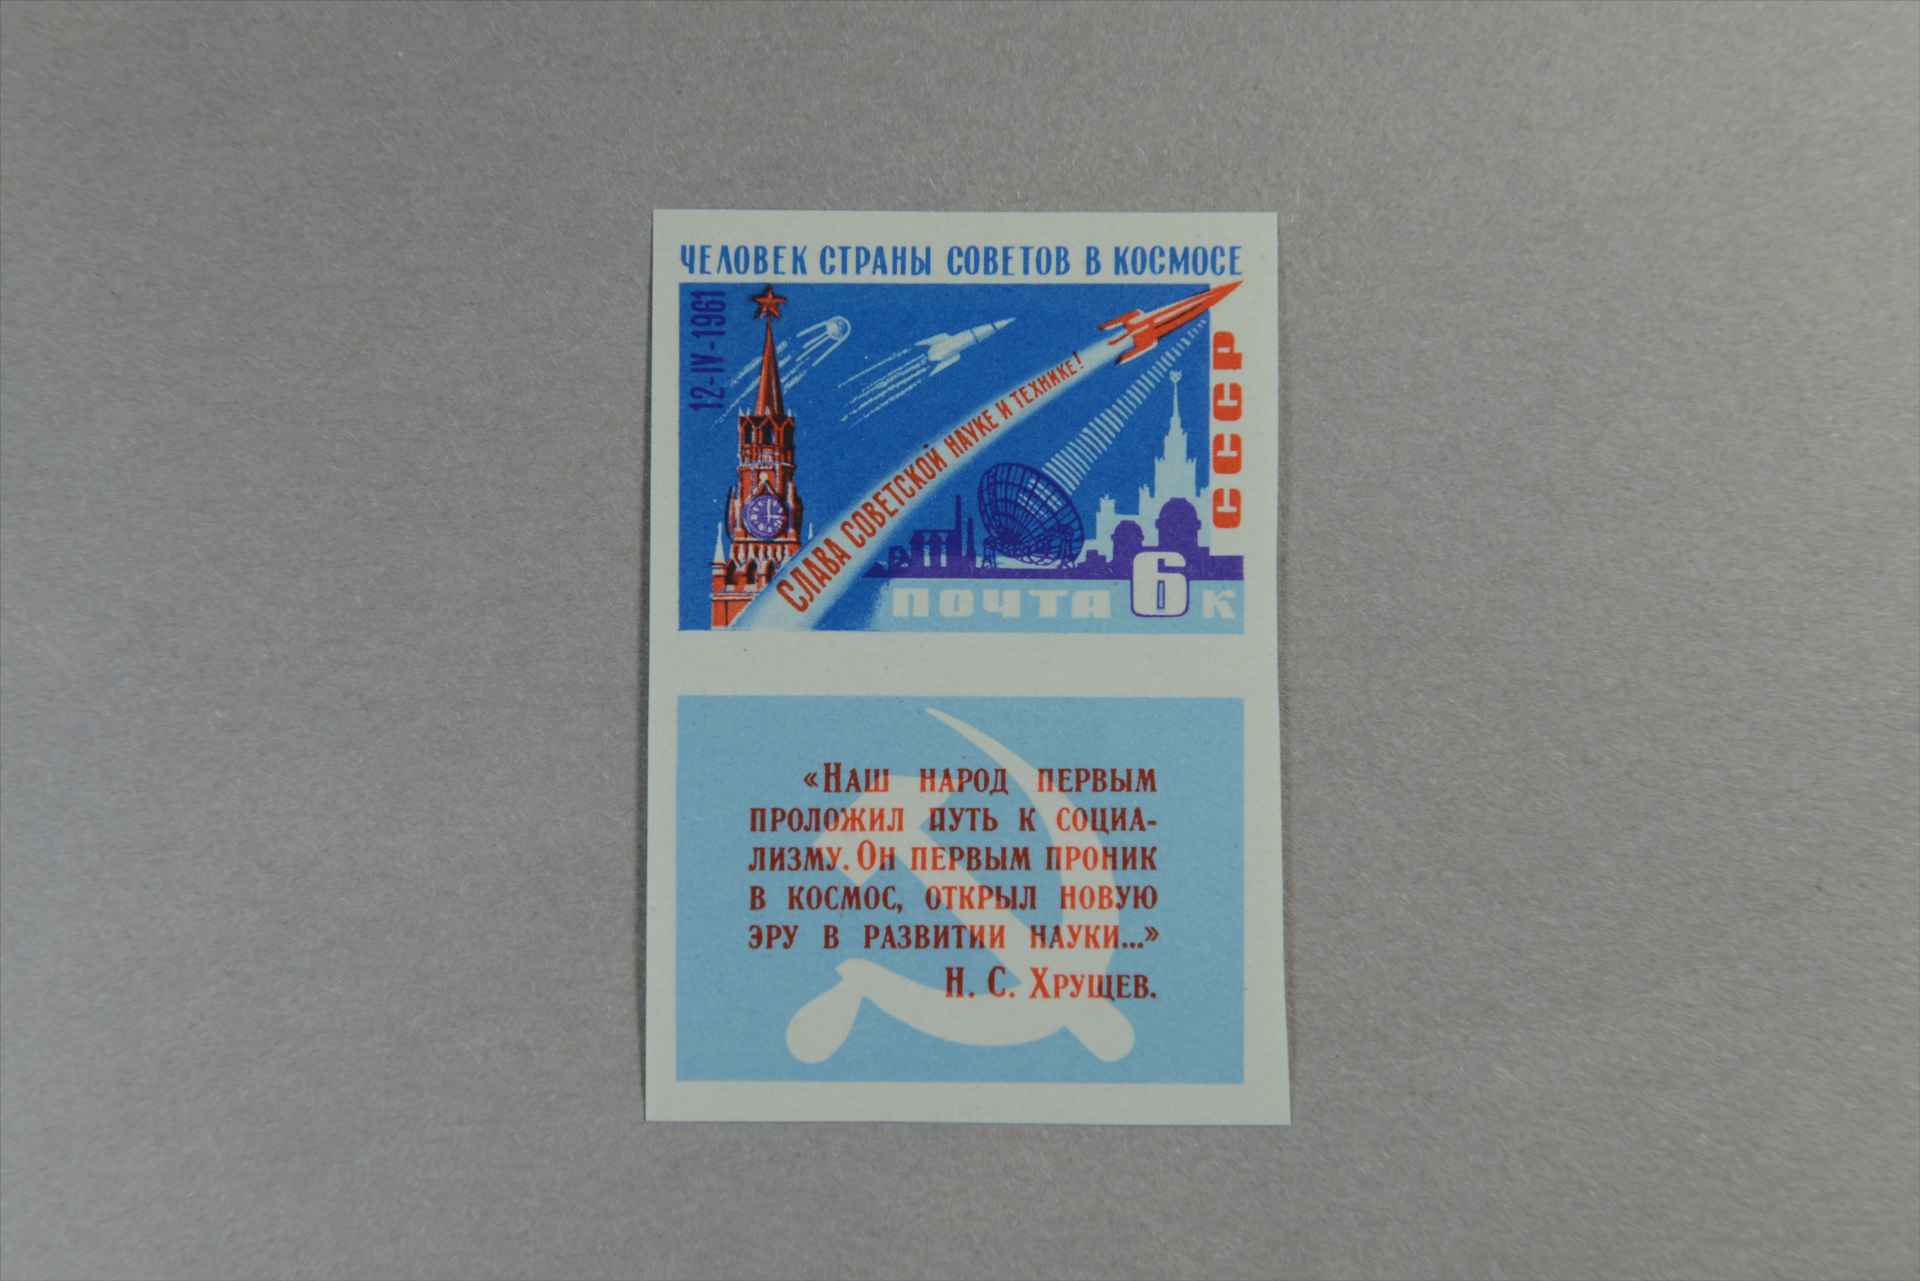 ЧЕЛОВЕК СТРАНЫ СОВЕТОВ В КОСМОСЕ
12-IV-1961
СЛАВА СОВЕТСКОЙ НАУКЕ И ТЕХНИКЕ!
СССР
ПОЧТА 6 К
«НАШ НАРОД ПЕРВЫМ
ПРОЛОЖИЛ ПУТЬ К СОЦИА-
ЛИЗМУ. ОН ПЕРВЫМ ПРОНИК
В КОСМОС, ОТКРЫЛ НОВУЮ
ЭРУ В РАЗВИТИИ НАУКИ...»
Н. С. ХРУЩЕВ.